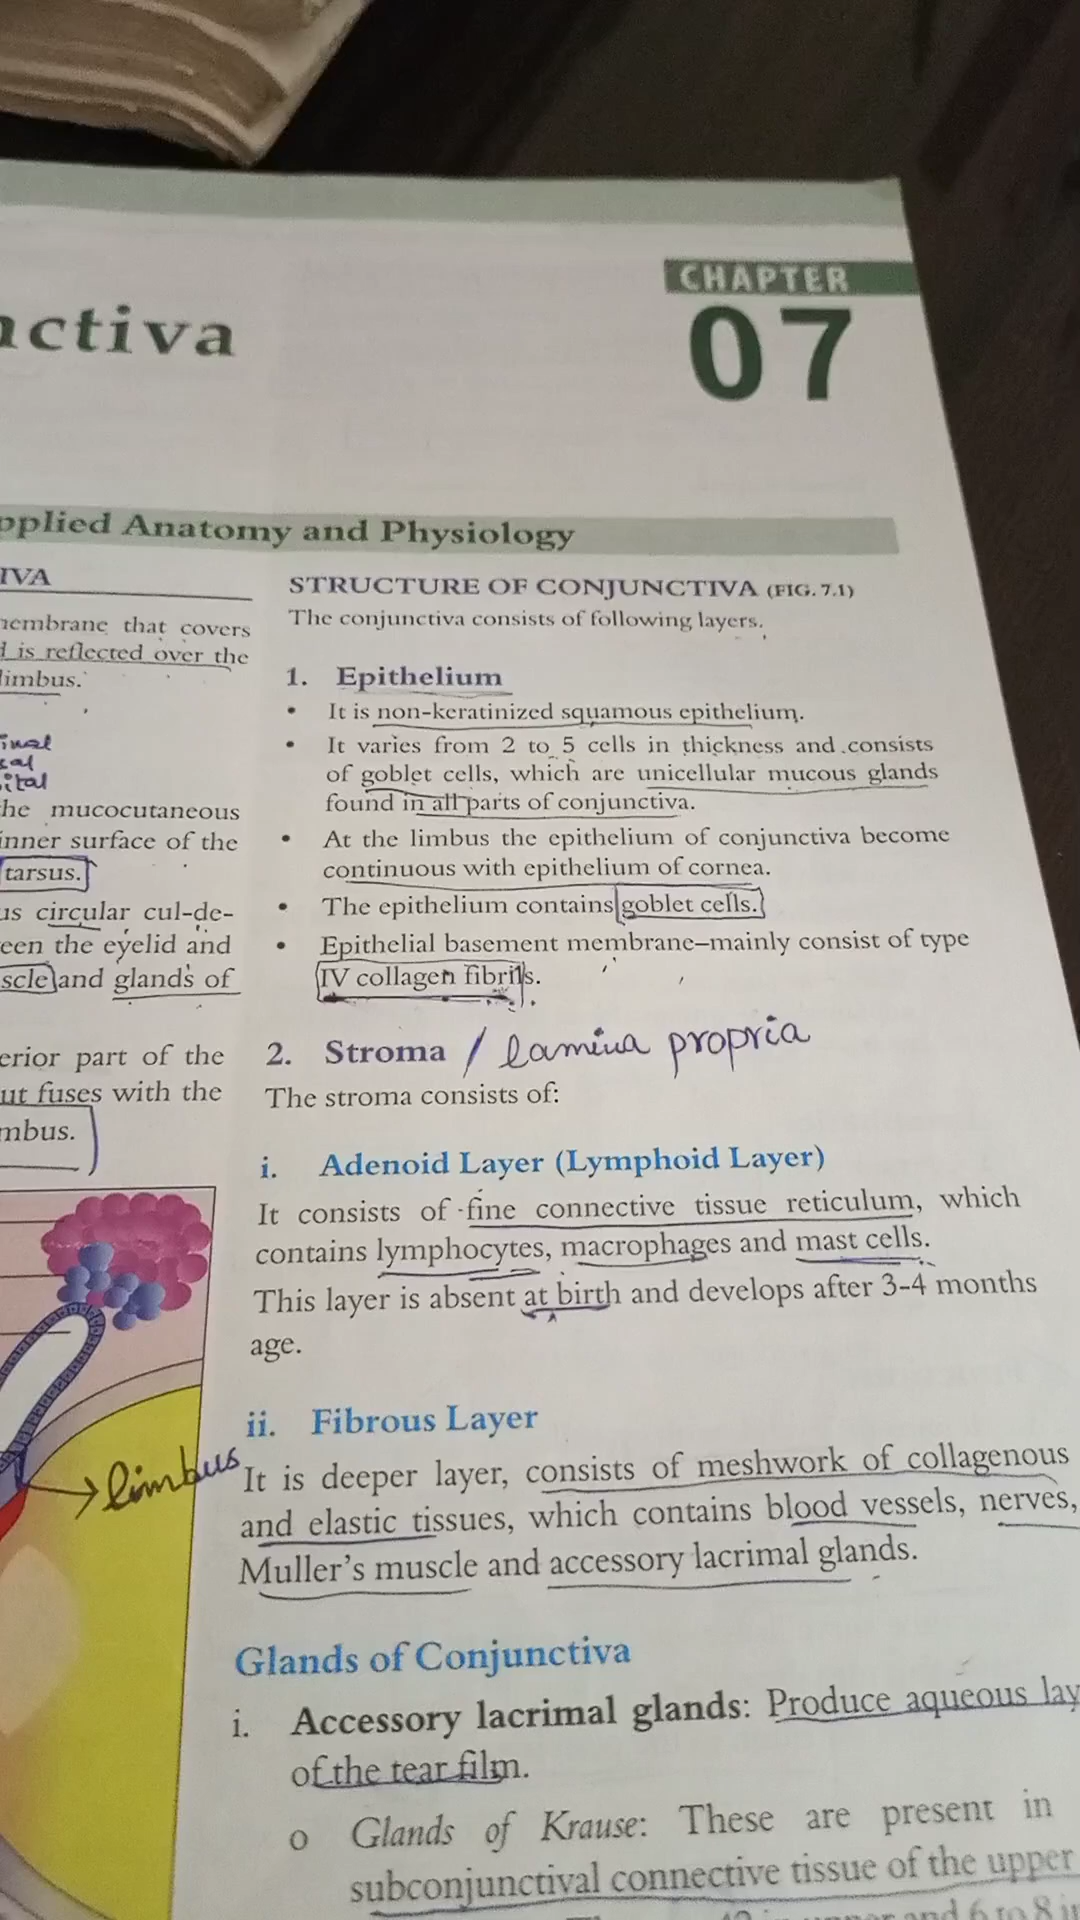 CHAPTER
07
nctiva
pplied Anatomy and Physiology
IVA
membrane that covers
d is reflected over the
limbus.
he mucocutaneous
inner surface of the
tarsus.
us circular cul-de-
een the eyelid and
scle and glands of
erior part of the
ut fuses with the
mbus.
limbus
STRUCTURE OF CONJUNCTIVA (FIG. 7.1)
The conjunctiva consists of following layers.
1. Epithelium
• It is non-keratinized squamous epithelium.
• It varies from 2 to 5 cells in thickness and consists
of goblet cells, which are unicellular mucous glands
found in all parts of conjunctiva.
• At the limbus the epithelium of conjunctiva become
continuous with epithelium of cornea.
• The epithelium contains goblet cells.
• Epithelial basement membrane–mainly consist of type
IV collagen fibrils.
2. Stroma / lamina propria
The stroma consists of:
i. Adenoid Layer (Lymphoid Layer)
It consists of fine connective tissue reticulum, which
contains lymphocytes, macrophages and mast cells.
This layer is absent at birth and develops after 3-4 months
age.
ii. Fibrous Layer
It is deeper layer, consists of meshwork of collagenous
and elastic tissues, which contains blood vessels, nerves,
Muller's muscle and accessory lacrimal glands.
Glands of Conjunctiva
i. Accessory lacrimal glands: Produce aqueous lay
of the tear film.
o Glands of Krause: These are present in
subconjunctival connective tissue of the upper
and 6 to 8 i